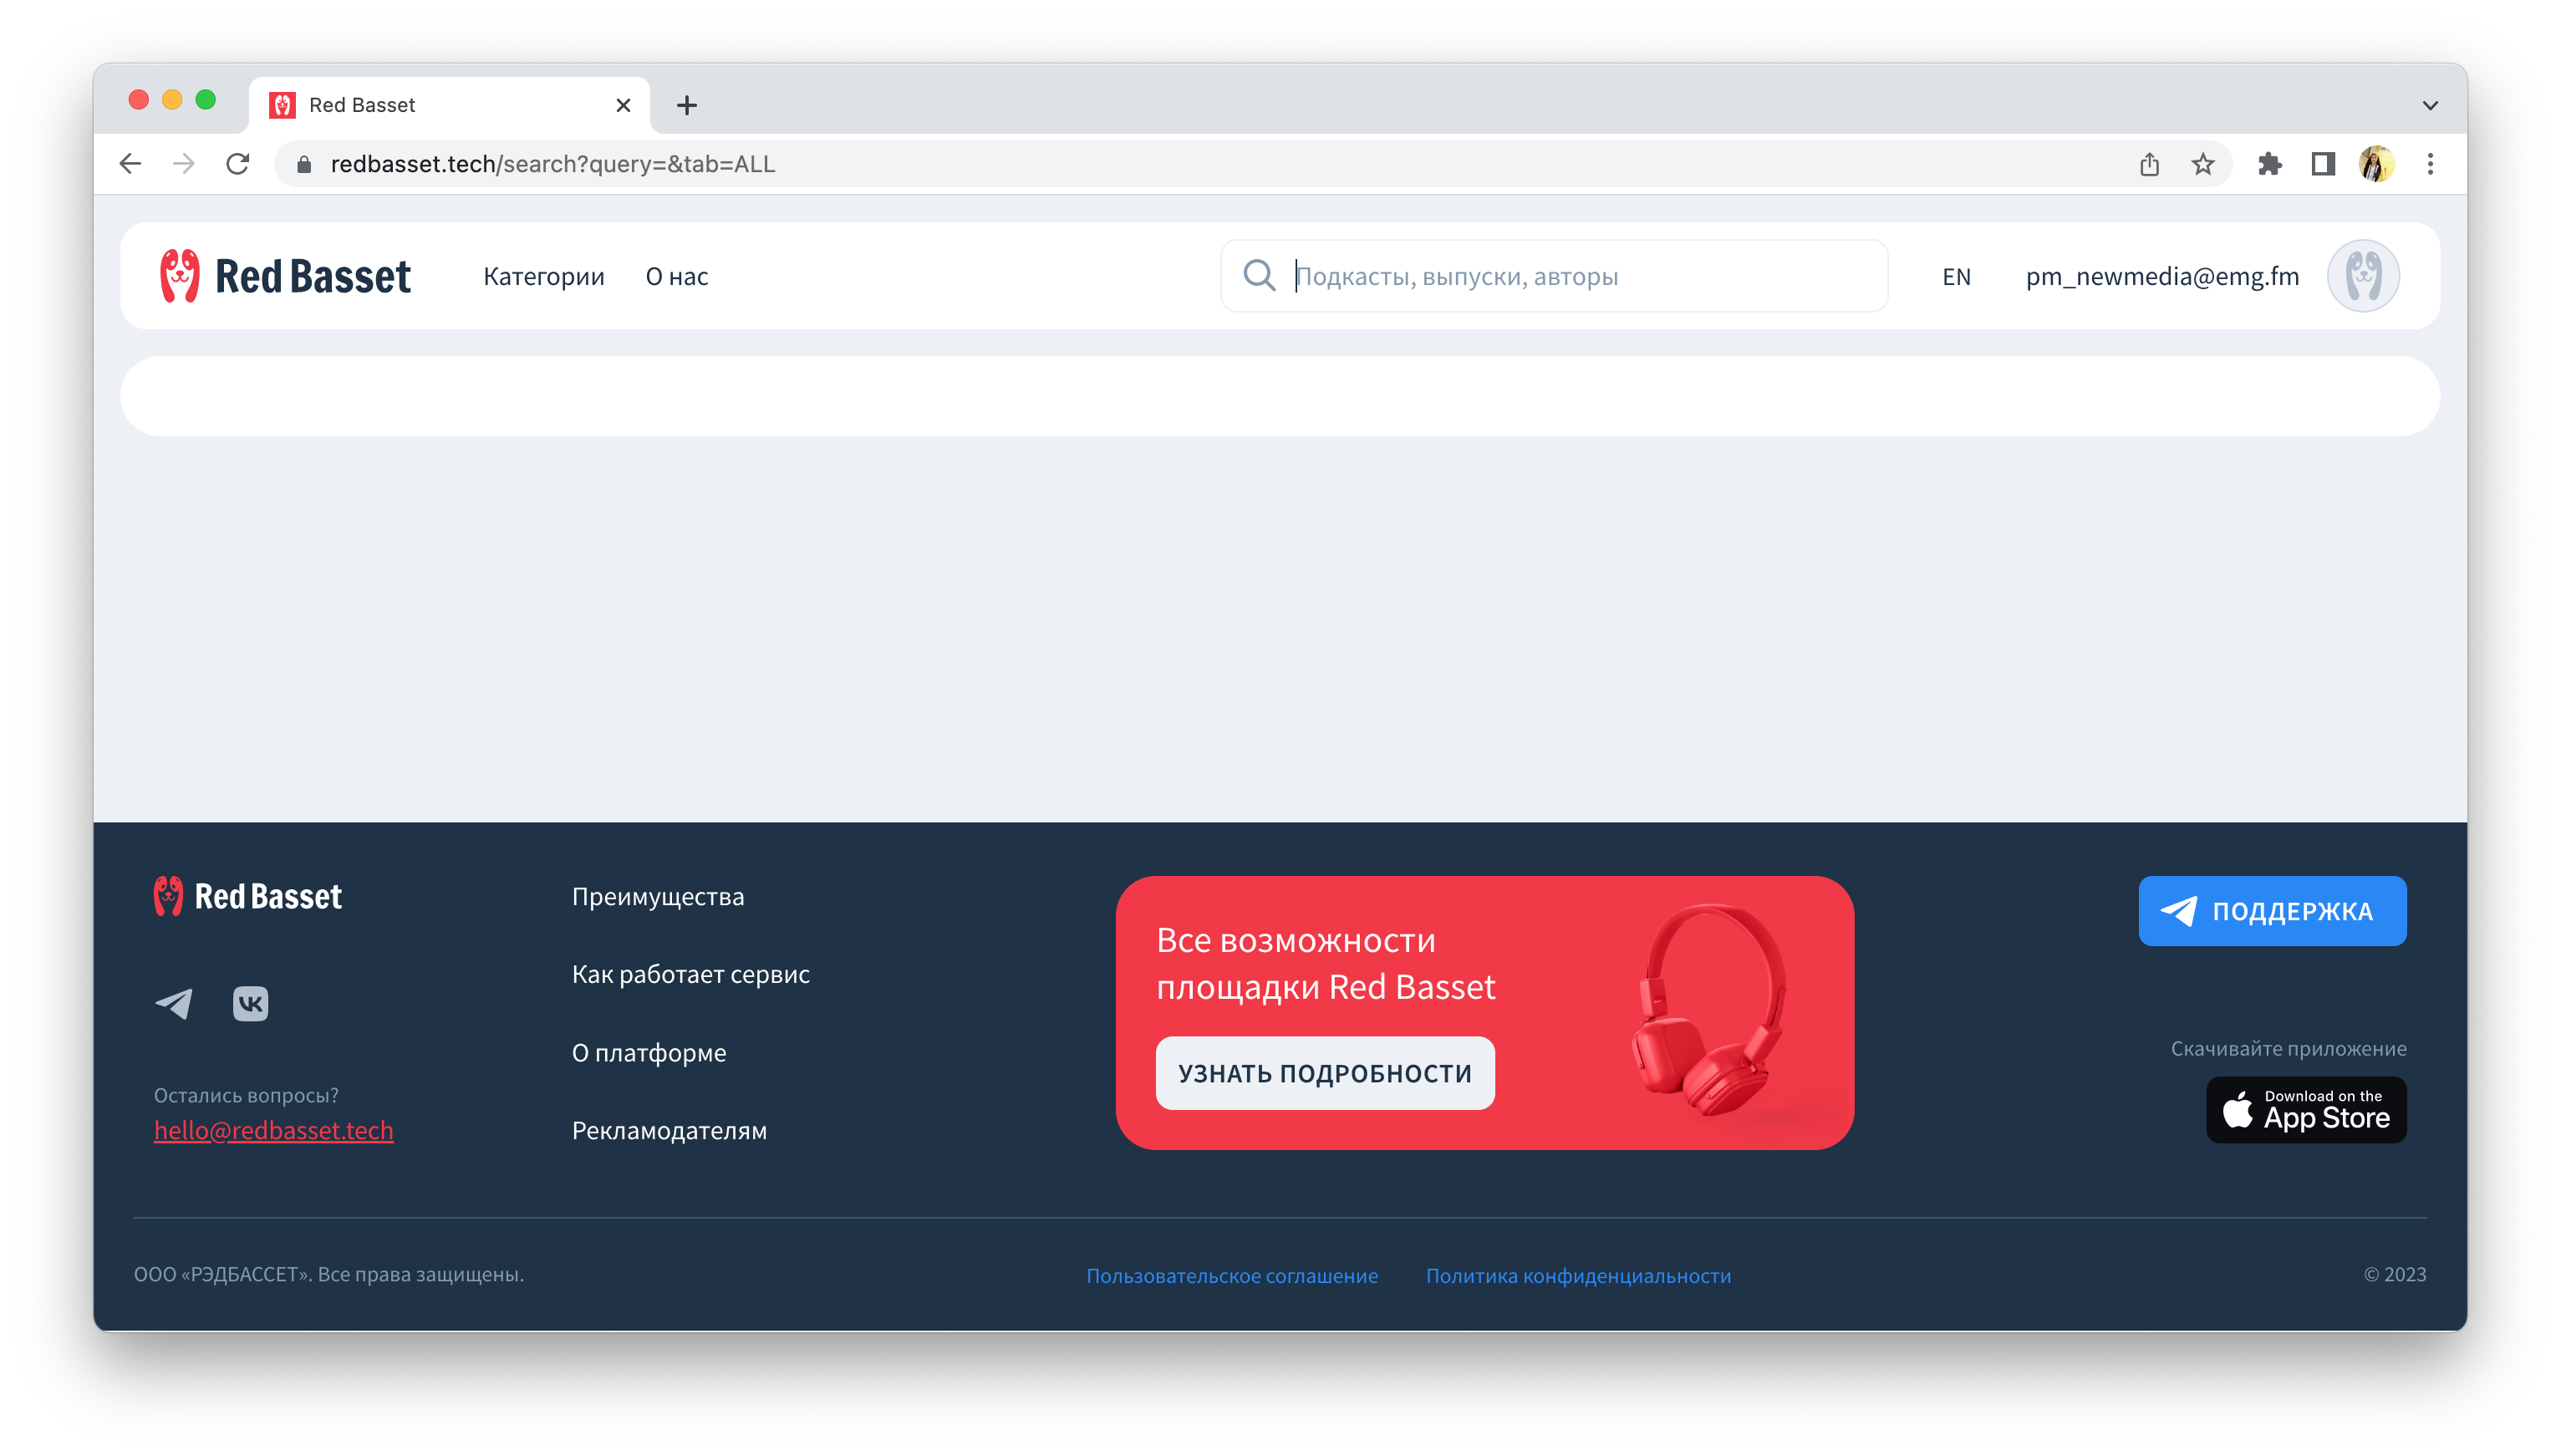 Red Basset
redbasset.tech/search?query=&tab=ALL
Red Basset
Категории
О нас
Подкасты, выпуски, авторы
EN
pm_newmedia@emg.fm
Red Basset
Остались вопросы?
hello@redbasset.tech
Преимущества
Как работает сервис
О платформе
Рекламодателям
Все возможности
площадки Red Basset
УЗНАТЬ ПОДРОБНОСТИ
ПОДДЕРЖКА
Скачивайте приложение
Download on the
App Store
ООО «РЭДБАССЕТ». Все права защищены.
Пользовательское соглашение
Политика конфиденциальности
© 2023